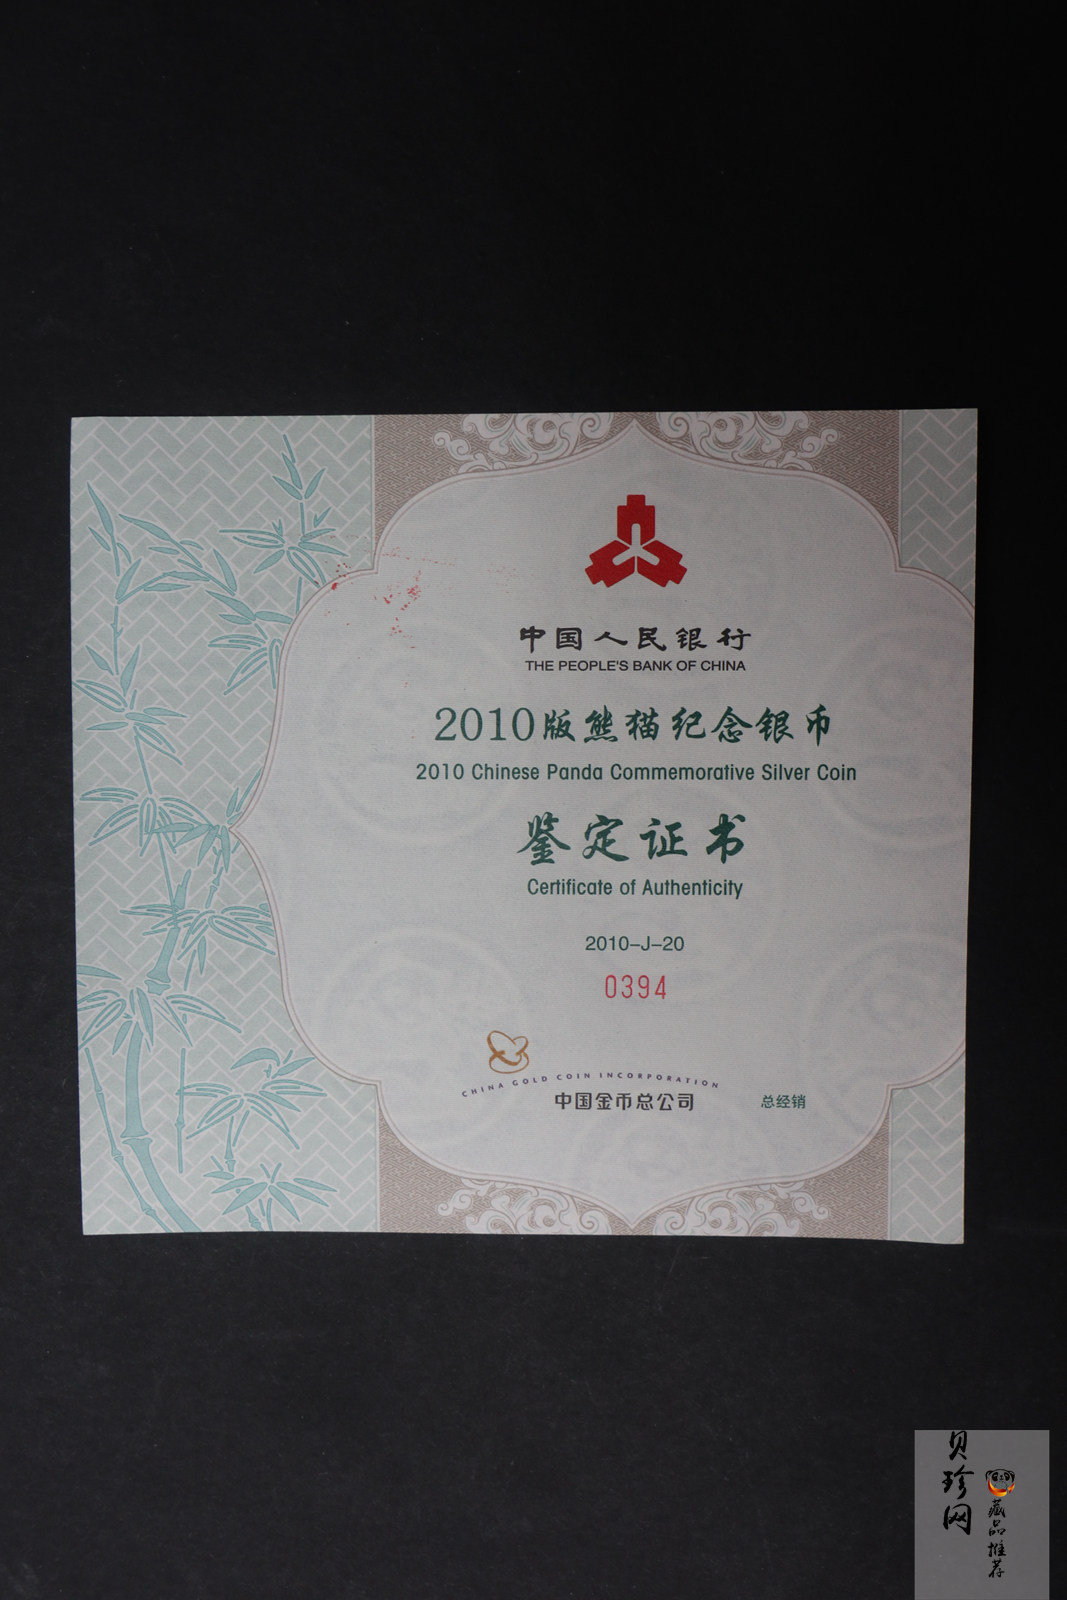 中国人民银行
THE PEOPLE'S BANK OF CHINA
2010版熊猫纪念银币
2010 Chinese Panda Commemorative Silver Coin
鉴定证书
Certificate of Authenticity
2010-J-20
0394
CHINA GOLD COIN INCORPORATION
中国金币总公司
总经销
贝珍网
藏品推荐